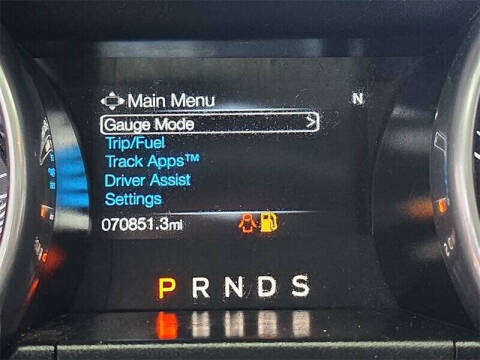 Main Menu N
Gauge Mode >
Trip/Fuel
Track Apps™
Driver Assist
Settings
070851.3mi
P R N D S